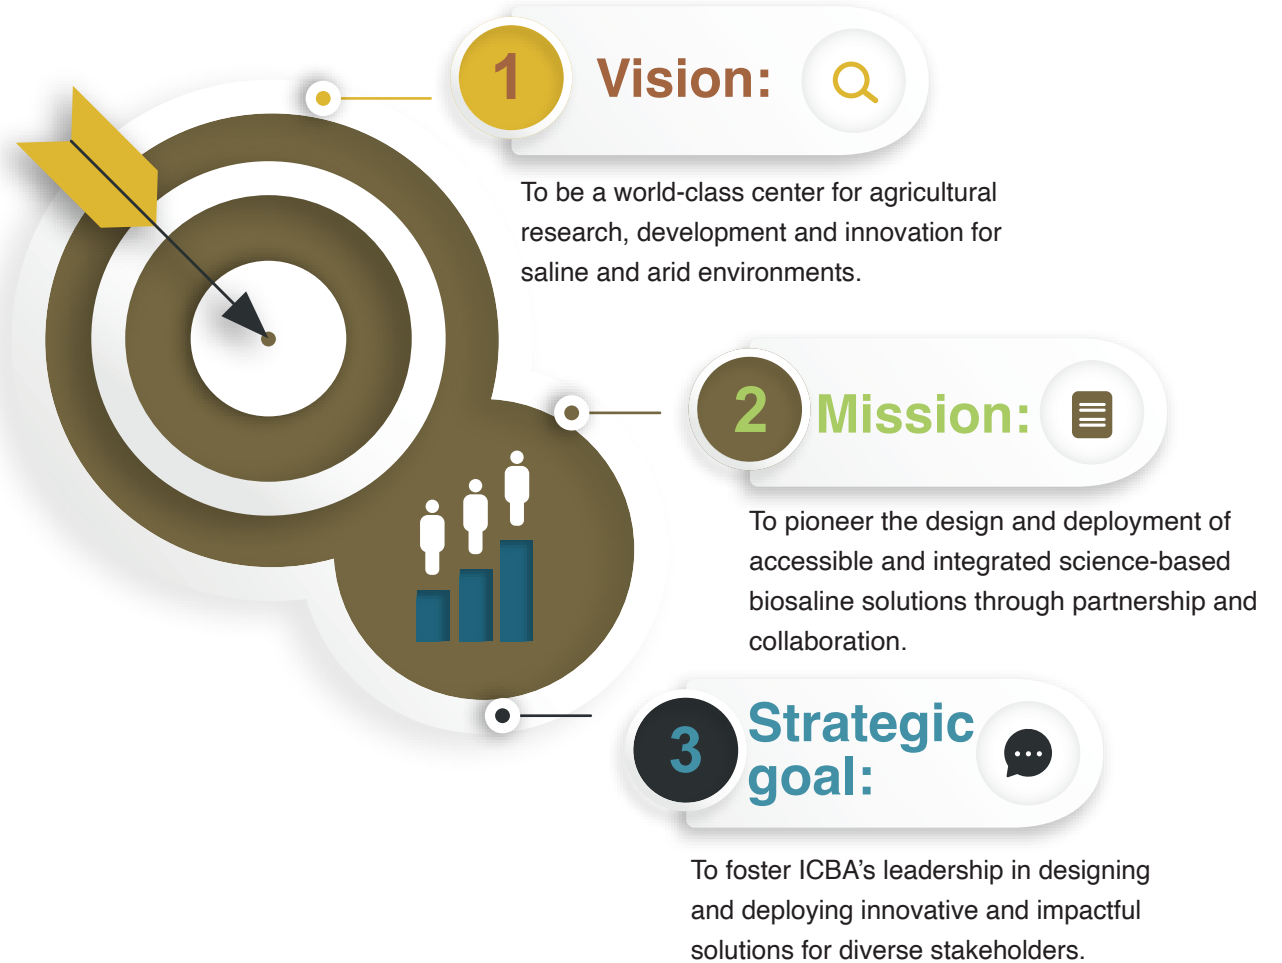 1
Vision:
To be a world-class center for agricultural
research, development and innovation for
saline and arid environments.
2
Mission:
To pioneer the design and deployment of
accessible and integrated science-based
biosaline solutions through partnership and
collaboration.
3
Strategic
goal:
To foster ICBA’s leadership in designing
and deploying innovative and impactful
solutions for diverse stakeholders.